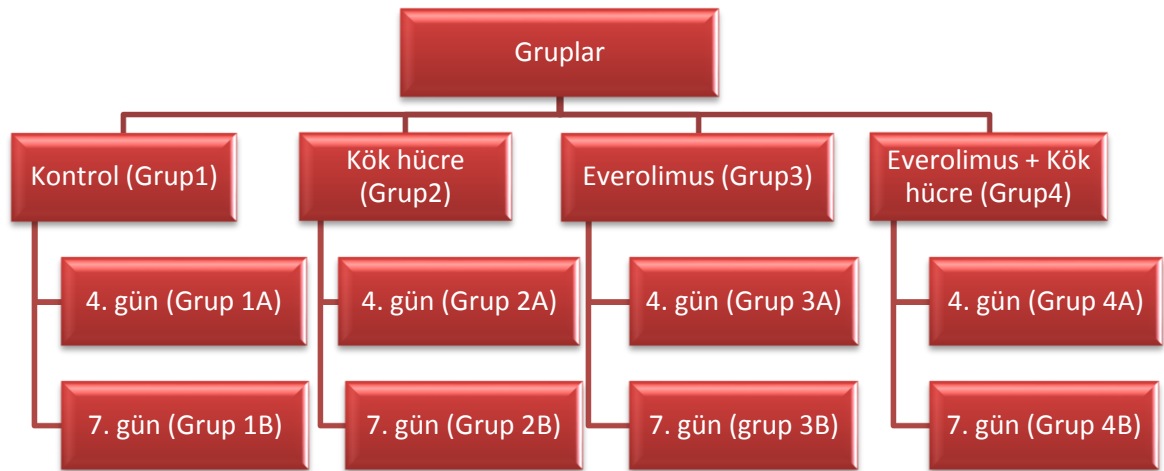 Gruplar
Kontrol (Grup1)
Kök hücre
(Grup2)
Everolimus (Grup3)
Everolimus + Kök
hücre (Grup4)
4. gün (Grup 1A)
4. gün (Grup 2A)
4. gün (Grup 3A)
4. gün (Grup 4A)
7. gün (Grup 1B)
7. gün (Grup 2B)
7. gün (grup 3B)
7. gün (Grup 4B)